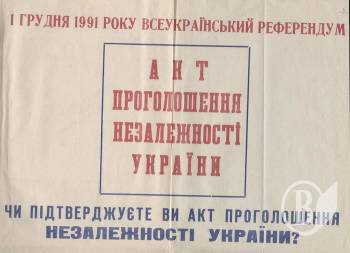 1 ГРУДНЯ 1991 РОКУ ВСЕУКРАЇНСЬКИЙ РЕФЕРЕНДУМ
АКТ
ПРОГОЛОШЕННЯ
НЕЗАЛЕЖНОСТІ
УКРАЇНИ
ЧИ ПІДТВЕРДЖУЄТЕ ВИ АКТ ПРОГОЛОШЕННЯ
НЕЗАЛЕЖНОСТІ УКРАЇНИ?